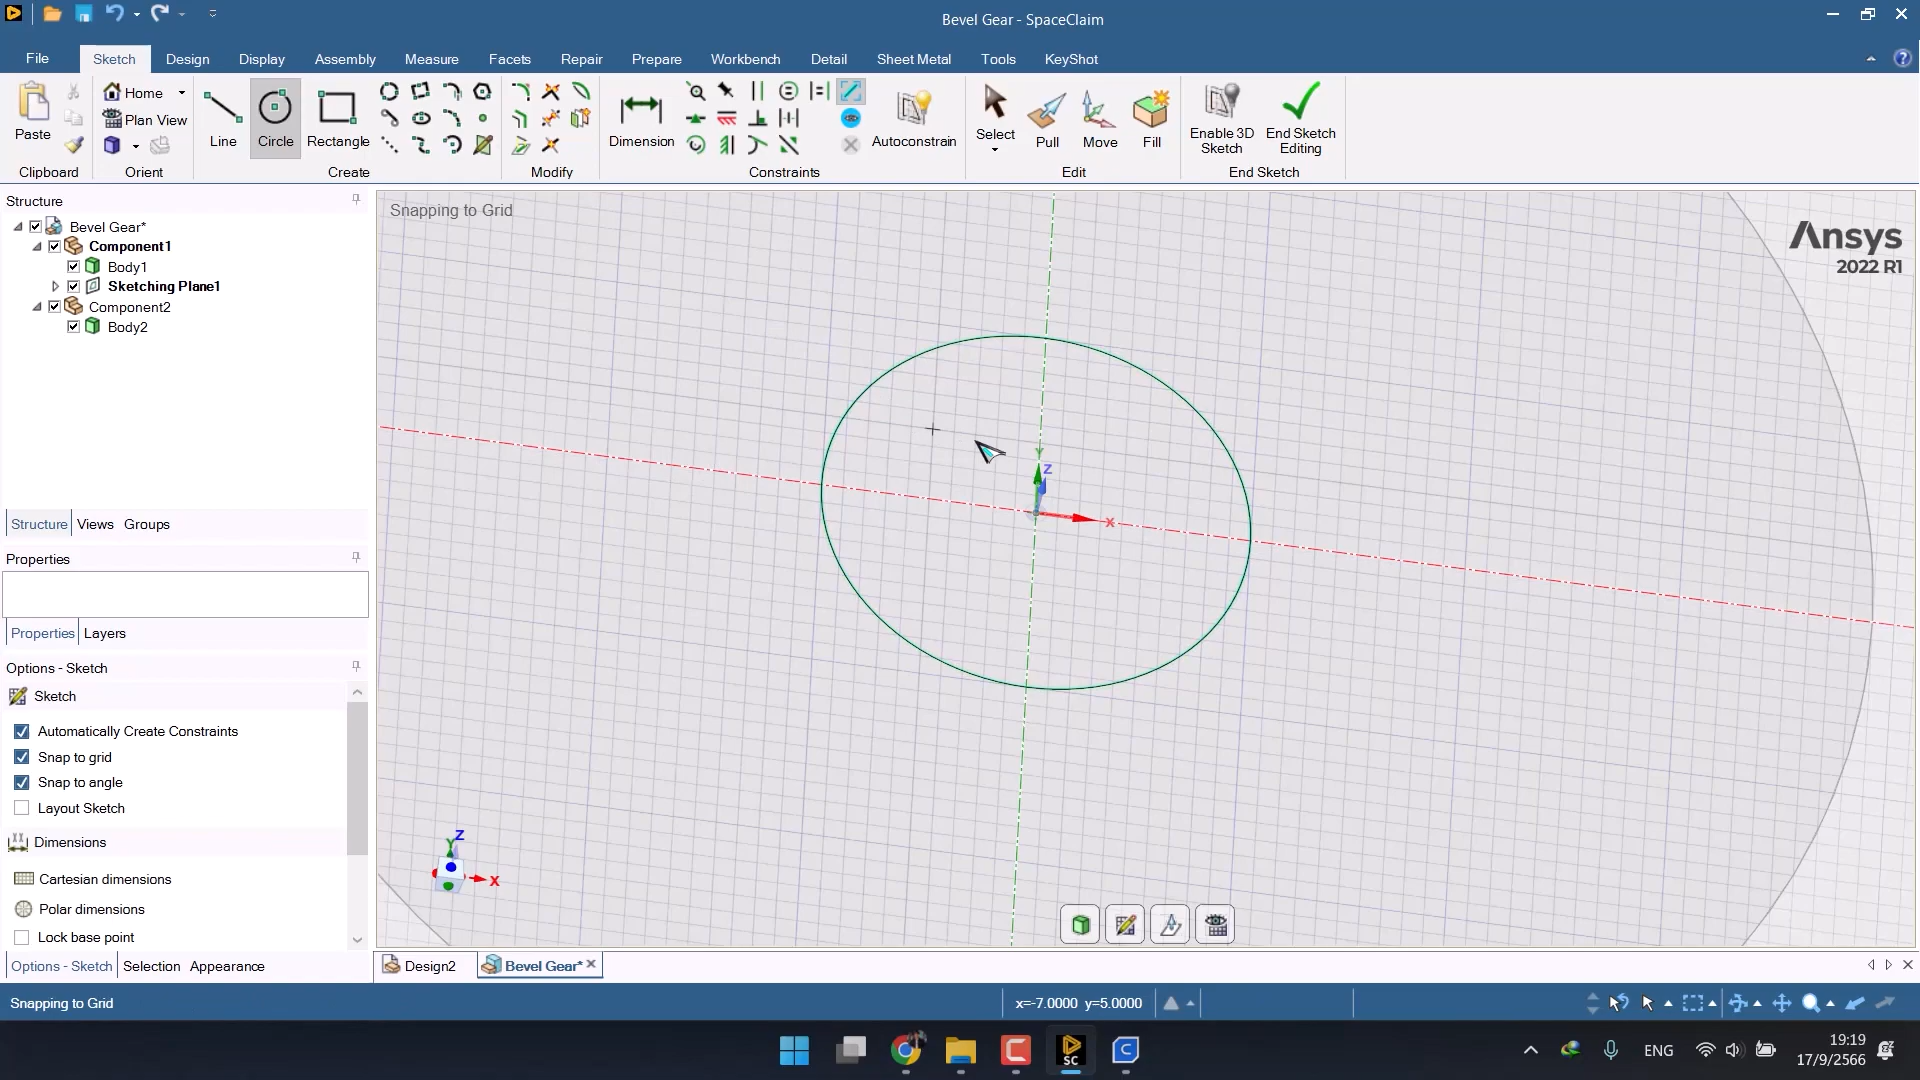 Bevel Gear - SpaceClaim
File Sketch Design Display Assembly Measure Facets Repair Prepare Workbench Detail Sheet Metal Tools KeyShot
Paste
Home
Plan View
Line
Circle
Rectangle
Dimension
Autoconstrain
Select
Pull
Move
Fill
Enable 3D
Sketch
End Sketch
Editing
Clipboard Orient Create Modify Constraints Edit End Sketch
Structure
Bevel Gear*
Component1
Body1
Sketching Plane1
Component2
Body2
Structure Views Groups
Properties
Properties Layers
Options - Sketch
Sketch
Automatically Create Constraints
Snap to grid
Snap to angle
Layout Sketch
Dimensions
Cartesian dimensions
Polar dimensions
Lock base point
Options - Sketch Selection Appearance
Snapping to Grid
Ansys
2022 R1
Y
Z
X
Z
Y
X
Design2 Bevel Gear*
Snapping to Grid
x=-7.0000 y=5.0000
SC
ENG
19:19
17/9/2566